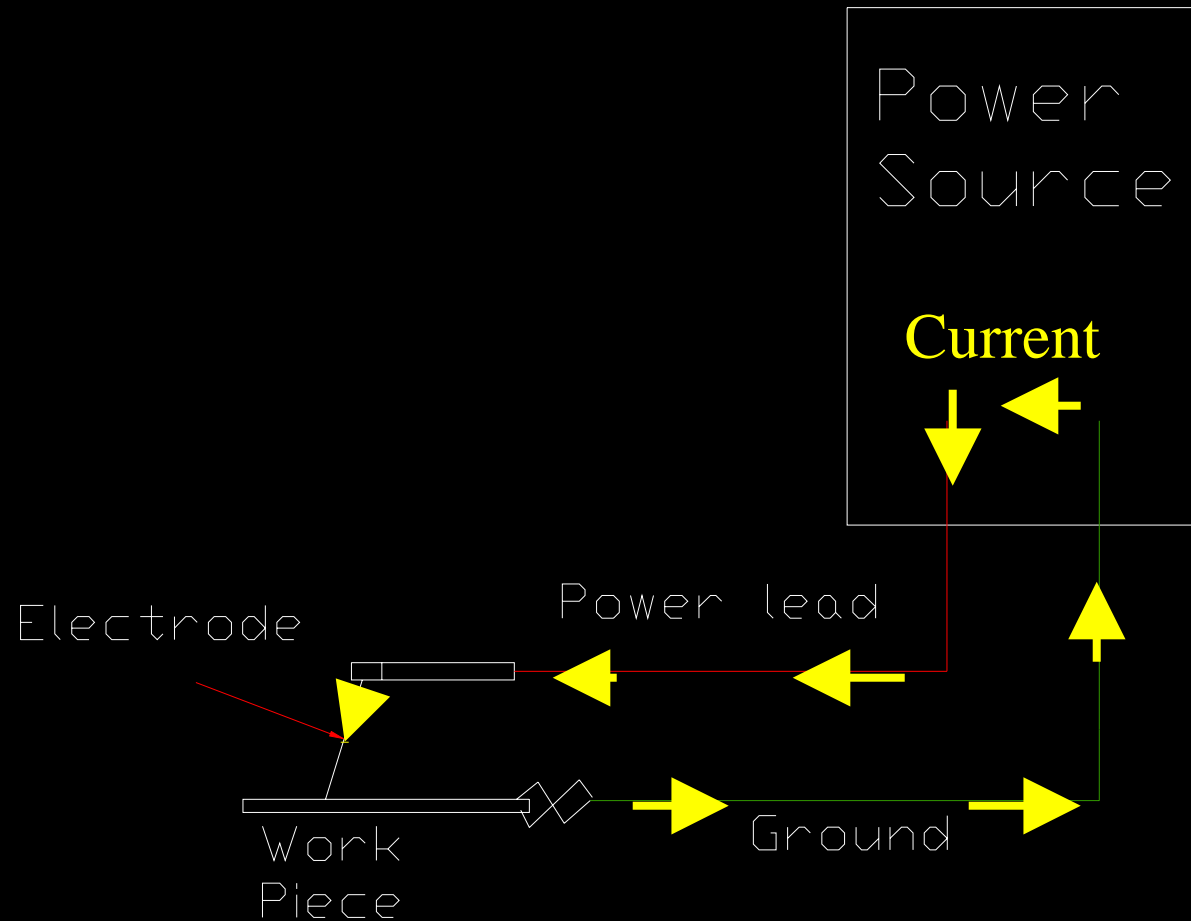 Power
Source
Current
Power lead
Electrode
Ground
Work
Piece